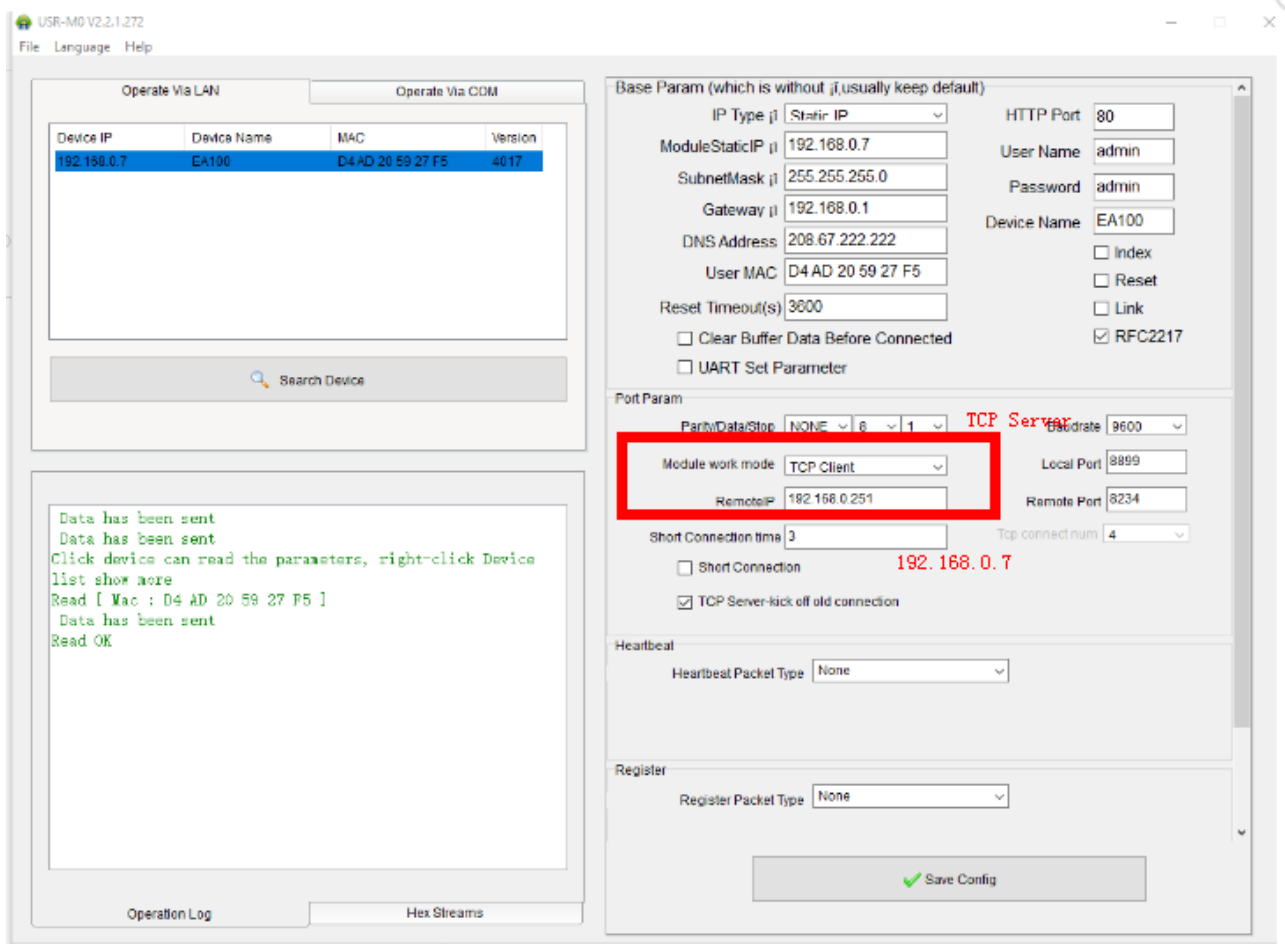 USR-M0 V2.2.1.272
File Language Help
Operate Via LAN
Operate Via COM
Device IP Device Name MAC Version
192.168.0.7 EA100 D4 AD 20 59 27 F5 4017
Search Device
Data has been sent
Data has been sent
Click device can read the parameters, right-click Device
list show more
Read [ Mac : D4 AD 20 59 27 F5 ]
Data has been sent
Read OK
Operation Log
Hex Streams
Base Param (which is without ¡ï,usually keep default)
IP Type ¡ï Static IP
HTTP Port 80
ModuleStaticIP ¡ï 192.168.0.7
User Name admin
SubnetMask ¡ï 255.255.255.0
Password admin
Gateway ¡ï 192.168.0.1
Device Name EA100
DNS Address 208.67.222.222
Index
User MAC D4 AD 20 59 27 F5
Reset
Reset Timeout(s) 3600
Link
Clear Buffer Data Before Connected
RFC2217
UART Set Parameter
Port Param
Parity/Data/Stop NONE 8 1
TCP Server
Baudrate 9600
Module work mode TCP Client
Local Port 8899
RemoteIP 192.168.0.251
Remote Port 8234
Short Connection time 3
Tcp connect num 4
Short Connection
192.168.0.7
TCP Server-kick off old connection
Heartbeat
Heartbeat Packet Type None
Register
Register Packet Type None
Save Config